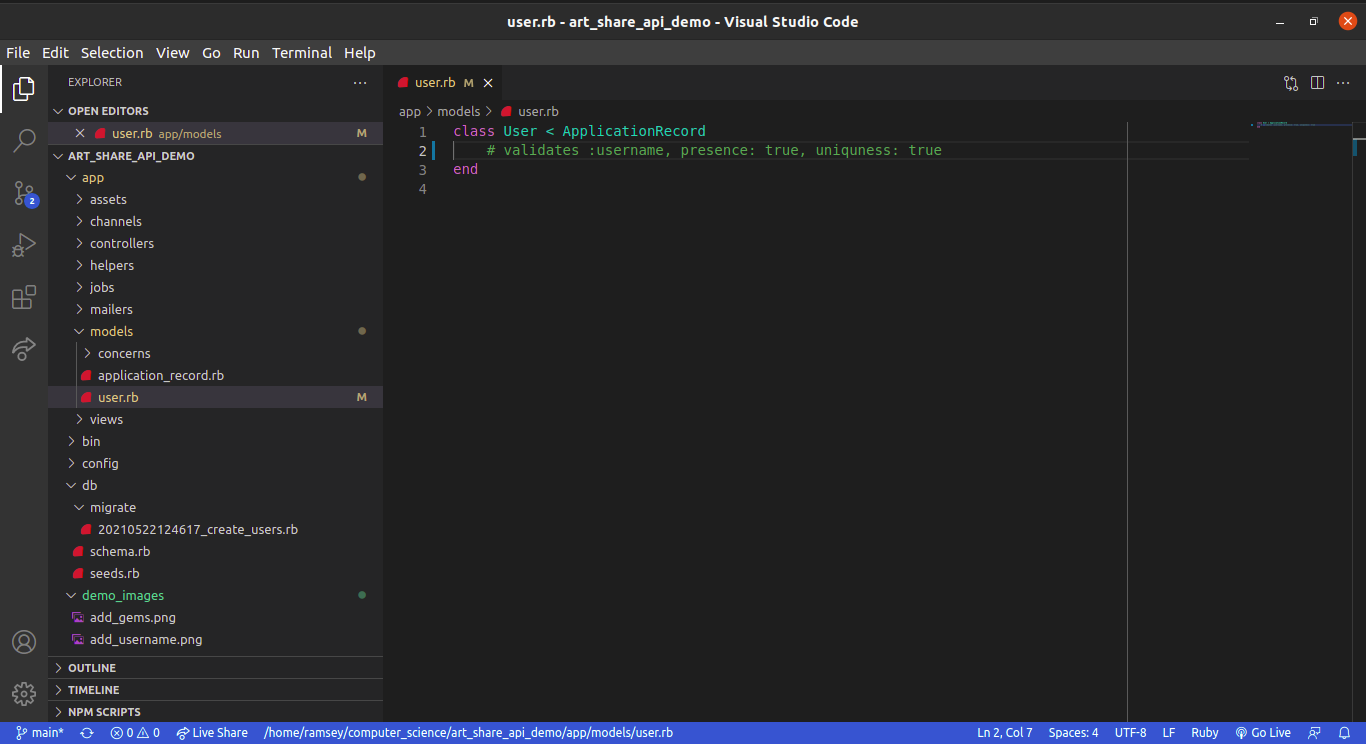 user.rb - art_share_api_demo - Visual Studio Code
File Edit Selection View Go Run Terminal Help
EXPLORER
OPEN EDITORS
user.rb app/models M
ART_SHARE_API_DEMO
app
assets
channels
controllers
helpers
jobs
mailers
models
concerns
application_record.rb
user.rb M
views
bin
config
db
migrate
20210522124617_create_users.rb
schema.rb
seeds.rb
demo_images
add_gems.png
add_username.png
OUTLINE
TIMELINE
NPM SCRIPTS
2
user.rb M
app > models > user.rb
1 class User < ApplicationRecord
2 # validates :username, presence: true, uniquness: true
3 end
4
main* 0 0 Live Share /home/ramsey/computer_science/art_share_api_demo/app/models/user.rb Ln 2, Col 7 Spaces: 4 UTF-8 LF Ruby Go Live